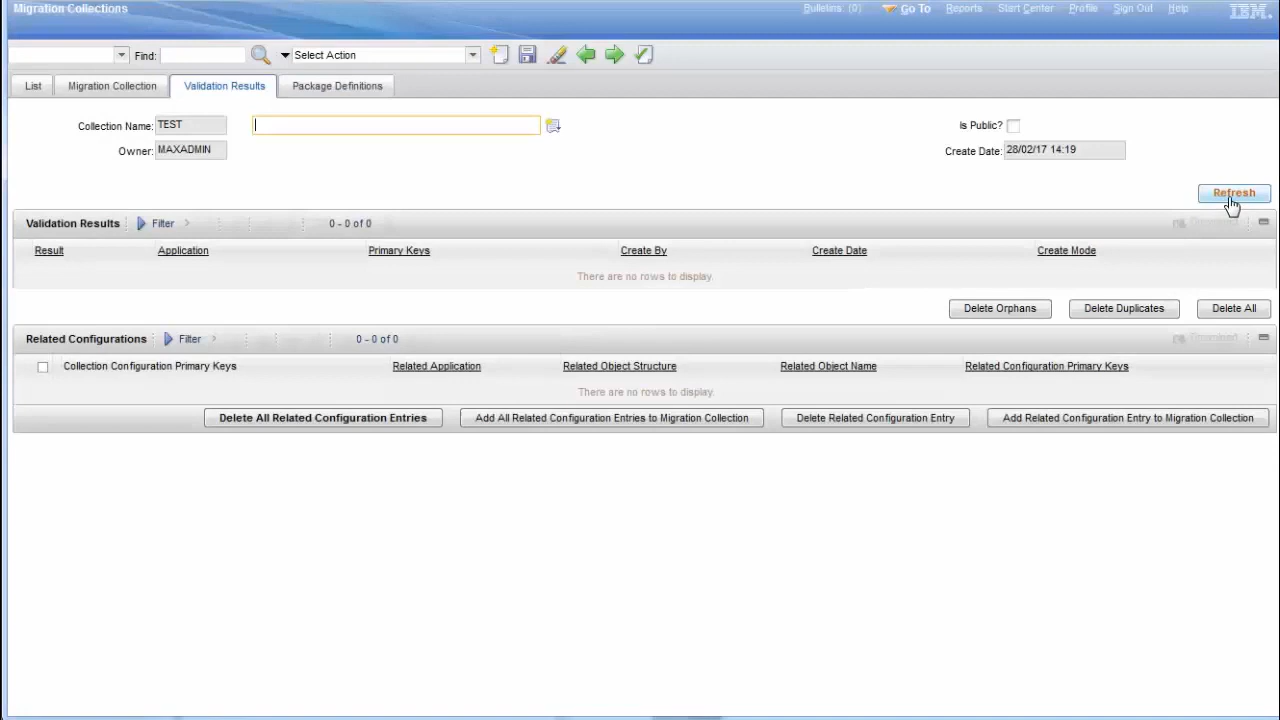 Migration Collections Bulletins (0) Go To Reports Start Center Profile Sign Out Help IBM
Find: Select Action
List Migration Collection Validation Results Package Definitions
Collection Name: TEST Is Public?
Owner: MAXADMIN Create Date: 28/02/17 14:19
Refresh
Validation Results Filter 0 - 0 of 0 Download
Result Application Primary Keys Create By Create Date Create Mode
There are no rows to display.
Delete Orphans Delete Duplicates Delete All
Related Configurations Filter 0 - 0 of 0 Download
Collection Configuration Primary Keys Related Application Related Object Structure Related Object Name Related Configuration Primary Keys
There are no rows to display.
Delete All Related Configuration Entries Add All Related Configuration Entries to Migration Collection Delete Related Configuration Entry Add Related Configuration Entry to Migration Collection